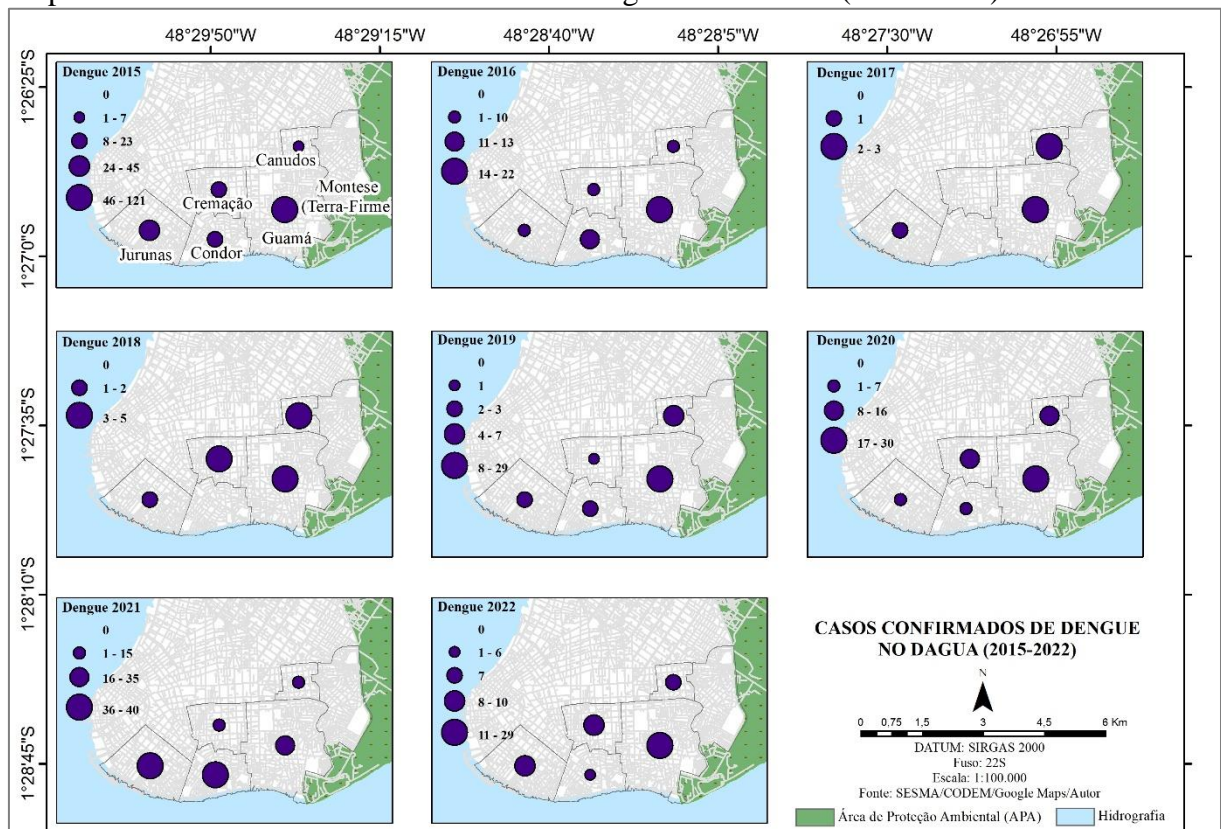 48°29'50"W 48°29'15"W 48°28'40"W 48°28'5"W 48°27'30"W 48°26'55"W
1°26'25"S
1°27'0"S
1°27'35"S
1°28'10"S
1°28'45"S
Dengue 2015
0
1 - 7
8 - 23
24 - 45
46 - 121
Canudos
Cremação
Montese
(Terra-Firme
Guamá
Jurunas
Condor
Dengue 2016
0
1 - 10
11 - 13
14 - 22
Dengue 2017
0
1
2 - 3
Dengue 2018
0
1 - 2
3 - 5
Dengue 2019
0
1
2 - 3
4 - 7
8 - 29
Dengue 2020
0
1 - 7
8 - 16
17 - 30
Dengue 2021
0
1 - 15
16 - 35
36 - 40
Dengue 2022
0
1 - 6
7
8 - 10
11 - 29
CASOS CONFIRMADOS DE DENGUE
NO DAGUA (2015-2022)
N
0 0,75 1,5 3 4,5 6 Km
DATUM: SIRGAS 2000
Fuso: 22S
Escala: 1:100.000
Fonte: SESMA/CODEM/Google Maps/Autor
Área de Proteção Ambiental (APA) Hidrografia